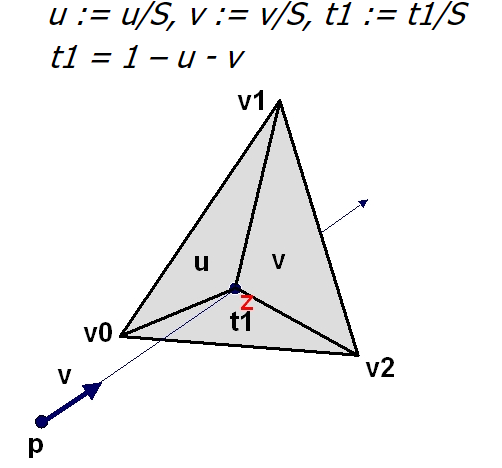 u := u/S, v := v/S, t1 := t1/S
t1 = 1 – u - v
v1
u
v
z
t1
v0
v2
v
p